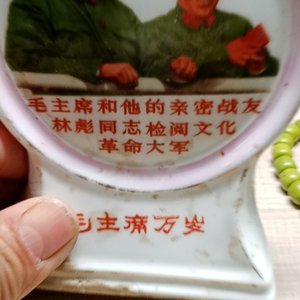 毛主席和他的亲密战友
林彪同志检阅文化
革命大军
毛主席万岁